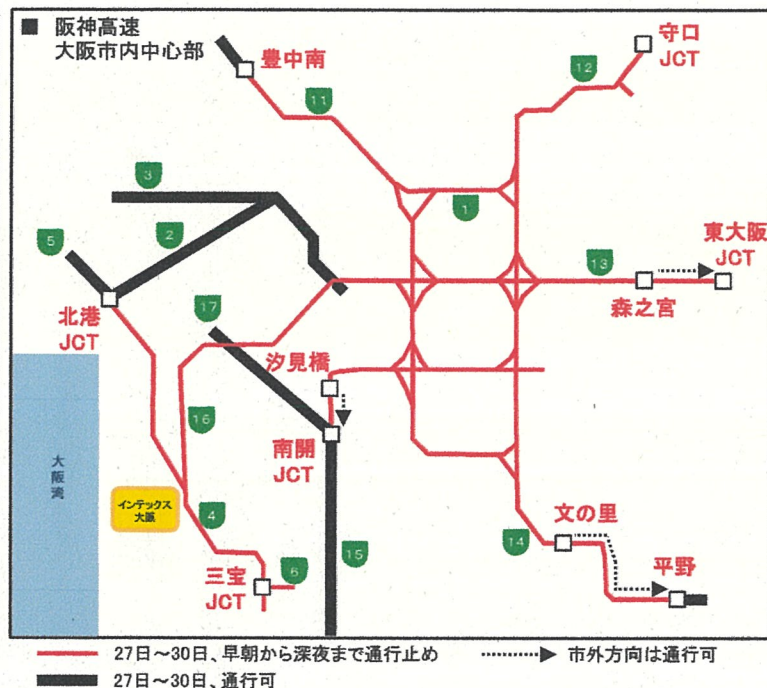 ■ 阪神高速
大阪市内中心部
豊中南
守口
JCT
12
11
3
1
2
5
東大阪
JCT
13
北港
JCT
17
森之宮
汐見橋
16
南開
JCT
大阪湾
インテックス
大阪
4
文の里
14
15
平野
三宝
JCT
6
27日～30日、早朝から深夜まで通行止め
市外方向は通行可
27日～30日、通行可